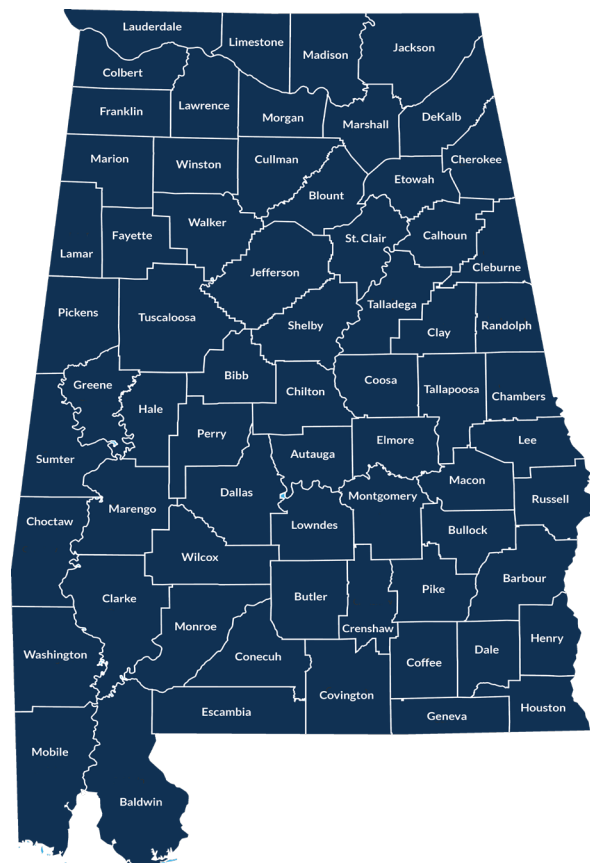 Lauderdale
Limestone
Madison
Jackson
Colbert
Franklin
Lawrence
Morgan
Marshall
DeKalb
Cherokee
Marion
Winston
Cullman
Blount
Etowah
Lamar
Fayette
Walker
Jefferson
St. Clair
Calhoun
Cleburne
Pickens
Tuscaloosa
Shelby
Talladega
Clay
Randolph
Greene
Hale
Bibb
Chilton
Coosa
Tallapoosa
Chambers
Sumter
Perry
Autauga
Elmore
Lee
Choctaw
Marengo
Dallas
Lowndes
Montgomery
Macon
Russell
Bullock
Wilcox
Clarke
Butler
Crenshaw
Pike
Barbour
Washington
Monroe
Conecuh
Covington
Coffee
Dale
Henry
Escambia
Geneva
Houston
Mobile
Baldwin